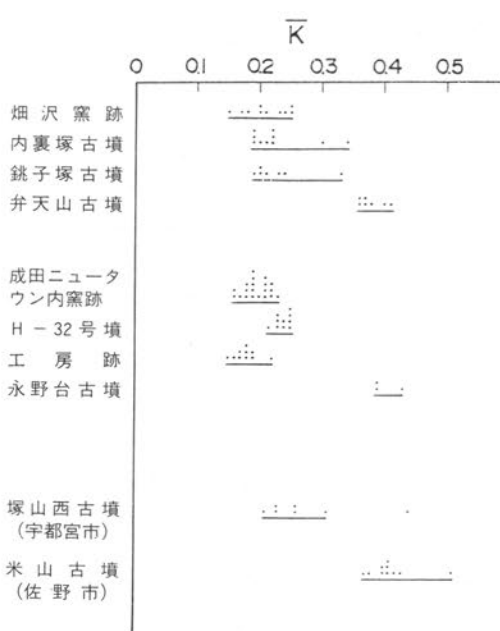 K̅
0 0.1 0.2 0.3 0.4 0.5
畑沢窯跡
内裏塚古墳
銚子塚古墳
弁天山古墳
成田ニュータ
ウン内窯跡
H-32号墳
工房跡
永野台古墳
塚山西古墳
(宇都宮市)
米山古墳
(佐野市)